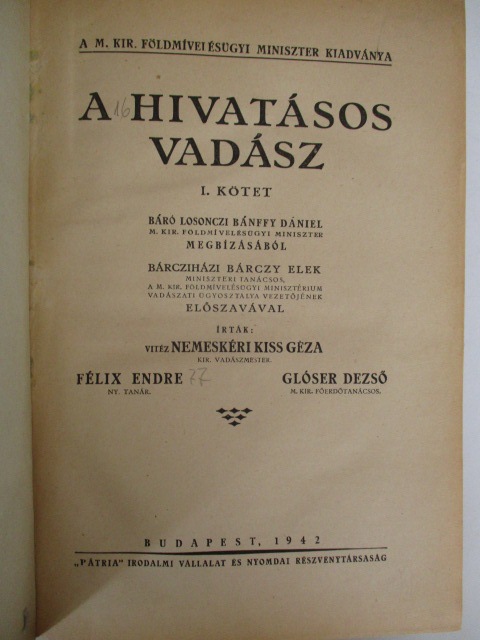 A M. KIR. FÖLDMÍVELÉSÜGYI MINISZTER KIADVÁNYA
A 16 HIVATÁSOS
VADÁSZ
I. KÖTET
BÁRÓ LOSONCZI BÁNFFY DÁNIEL
M. KIR. FÖLDMÍVELÉSÜGYI MINISZTER
MEGBÍZÁSÁBÓL
BÁRCZIHÁZI BÁRCZY ELEK
MINISZTERI TANÁCSOS,
A M. KIR. FÖLDMÍVELÉSÜGYI MINISZTÉRIUM
VADÁSZATI ÜGYOSZTÁLYA VEZETŐJÉNEK
ELŐSZAVÁVAL
ÍRTÁK:
VITÉZ NEMESKÉRI KISS GÉZA
KIR. VADÁSZMESTER.
FÉLIX ENDRE 77 GLÓSER DEZSŐ
NY. TANÁR. M. KIR. FŐERDŐTANÁCSOS.
BUDAPEST, 1942
„PÁTRIA" IRODALMI VÁLLALAT ÉS NYOMDAI RÉSZVÉNYTÁRSASÁG